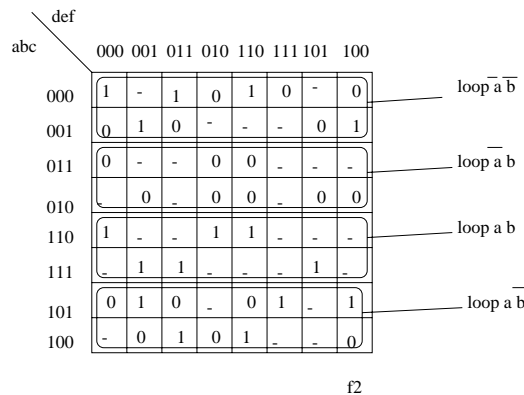 def
abc
000 001 011 010 110 111 101 100
000 1 - 1 0 1 0 - 0 loop a̅ b̅
001 0 1 0 - - - 0 1
011 0 - - 0 0 - - - loop a̅ b
010 - 0 - 0 0 - 0 0
110 1 - - 1 1 - - - loop a b
111 - 1 1 - - - 1 -
101 0 1 0 - 0 1 - 1 loop a b̅
100 - 0 1 0 1 - - 0
f2